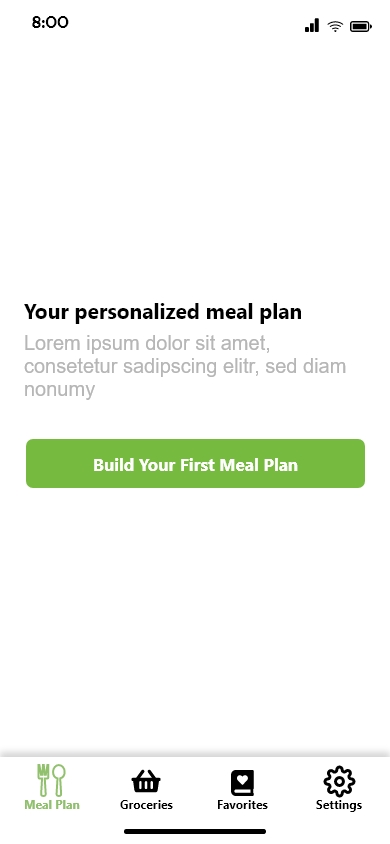 8:00
Your personalized meal plan
Lorem ipsum dolor sit amet,
consetetur sadipscing elitr, sed diam
nonumy
Build Your First Meal Plan
Meal Plan
Groceries
Favorites
Settings